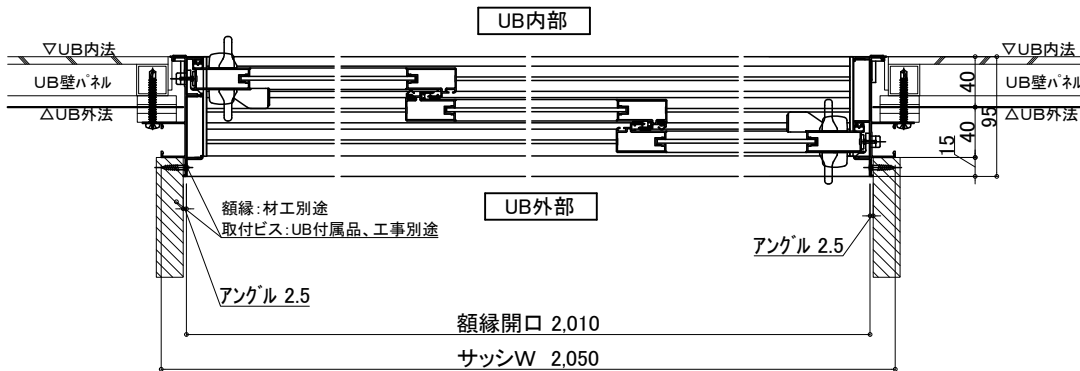 UB内部
▽UB内法
▽UB内法
UB壁パネル
UB壁パネル
△UB外法
△UB外法
40
40
95
15
額縁:材工別途
取付ビス:UB付属品、工事別途
UB外部
アングル 2.5
アングル 2.5
額縁開口 2,010
サッシW 2,050